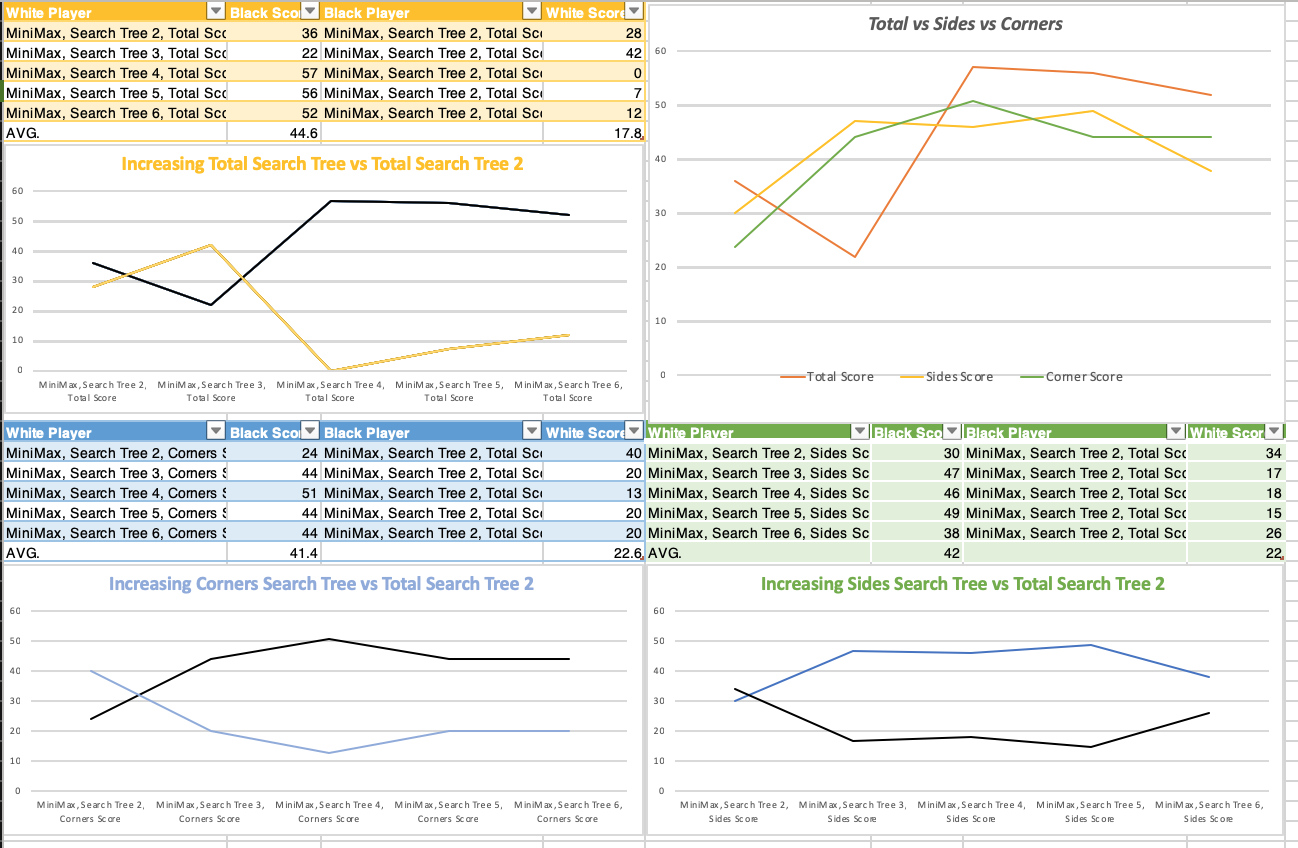 White Player Black Sco Black Player White Score
MiniMax, Search Tree 2, Total Sco 36 MiniMax, Search Tree 2, Total Sco 28
MiniMax, Search Tree 3, Total Sco 22 MiniMax, Search Tree 2, Total Sco 42
MiniMax, Search Tree 4, Total Sco 57 MiniMax, Search Tree 2, Total Sco 0
MiniMax, Search Tree 5, Total Sco 56 MiniMax, Search Tree 2, Total Sco 7
MiniMax, Search Tree 6, Total Sco 52 MiniMax, Search Tree 2, Total Sco 12
AVG. 44.6 17.8
Increasing Total Search Tree vs Total Search Tree 2
60
50
40
30
20
10
0
MiniMax, Search Tree 2, MiniMax, Search Tree 3, MiniMax, Search Tree 4, MiniMax, Search Tree 5, MiniMax, Search Tree 6,
Total Score Total Score Total Score Total Score Total Score
Total vs Sides vs Corners
60
50
40
30
20
10
0
Total Score Sides Score Corner Score
White Player Black Sco Black Player White Score
MiniMax, Search Tree 2, Corners S 24 MiniMax, Search Tree 2, Total Sco 40
MiniMax, Search Tree 3, Corners S 44 MiniMax, Search Tree 2, Total Sco 20
MiniMax, Search Tree 4, Corners S 51 MiniMax, Search Tree 2, Total Sco 13
MiniMax, Search Tree 5, Corners S 44 MiniMax, Search Tree 2, Total Sco 20
MiniMax, Search Tree 6, Corners S 44 MiniMax, Search Tree 2, Total Sco 20
AVG. 41.4 22.6
Increasing Corners Search Tree vs Total Search Tree 2
60
50
40
30
20
10
0
MiniMax, Search Tree 2, MiniMax, Search Tree 3, MiniMax, Search Tree 4, MiniMax, Search Tree 5, MiniMax, Search Tree 6,
Corners Score Corners Score Corners Score Corners Score Corners Score
White Player Black Sco Black Player White Scor
MiniMax, Search Tree 2, Sides Sc 30 MiniMax, Search Tree 2, Total Sco 34
MiniMax, Search Tree 3, Sides Sc 47 MiniMax, Search Tree 2, Total Sco 17
MiniMax, Search Tree 4, Sides Sc 46 MiniMax, Search Tree 2, Total Sco 18
MiniMax, Search Tree 5, Sides Sc 49 MiniMax, Search Tree 2, Total Sco 15
MiniMax, Search Tree 6, Sides Sc 38 MiniMax, Search Tree 2, Total Sco 26
AVG. 42 22
Increasing Sides Search Tree vs Total Search Tree 2
60
50
40
30
20
10
0
MiniMax, Search Tree 2, MiniMax, Search Tree 3, MiniMax, Search Tree 4, MiniMax, Search Tree 5, MiniMax, Search Tree 6,
Sides Score Sides Score Sides Score Sides Score Sides Score